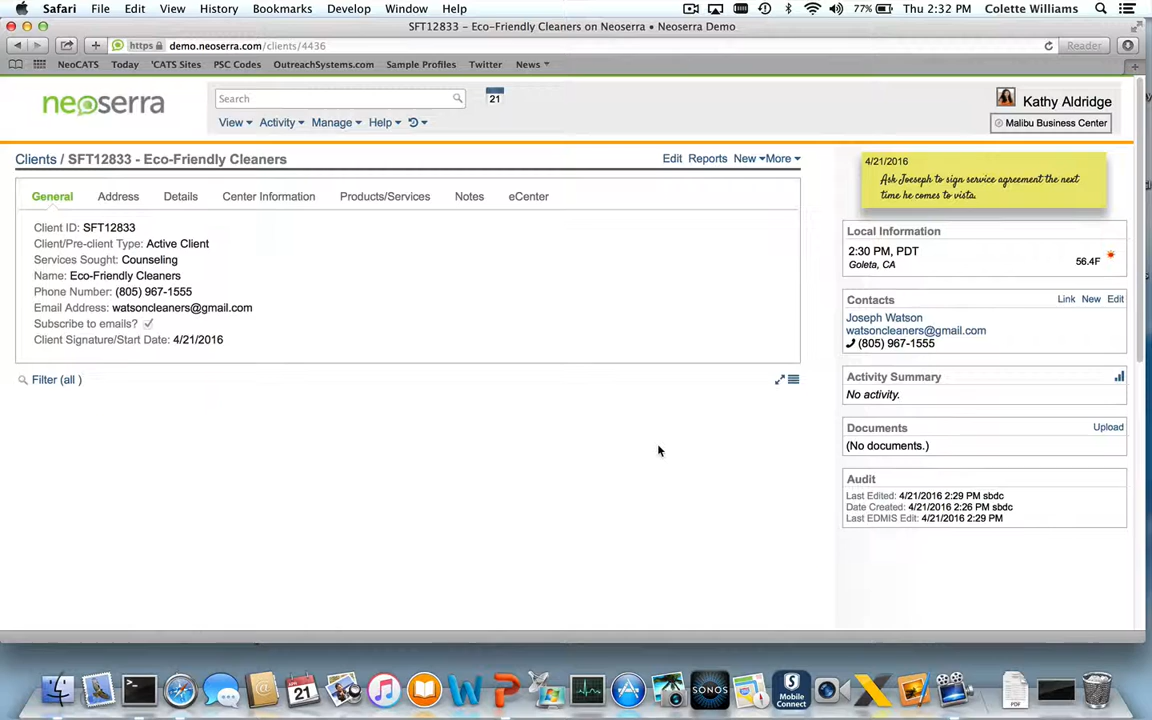 Safari File Edit View History Bookmarks Develop Window Help 77% Thu 2:32 PM Colette Williams
SFT12833 – Eco-Friendly Cleaners on Neoserra • Neoserra Demo
https demo.neoserra.com/clients/4436 Reader
NeoCATS Today 'CATS Sites PSC Codes OutreachSystems.com Sample Profiles Twitter News
neoserra
Search
21
Kathy Aldridge
View Activity Manage Help
Malibu Business Center
Clients / SFT12833 - Eco-Friendly Cleaners
Edit Reports New More
General Address Details Center Information Products/Services Notes eCenter
Client ID: SFT12833
Client/Pre-client Type: Active Client
Services Sought: Counseling
Name: Eco-Friendly Cleaners
Phone Number: (805) 967-1555
Email Address: watsoncleaners@gmail.com
Subscribe to emails?
Client Signature/Start Date: 4/21/2016
Filter (all )
4/21/2016
Ask Joeseph to sign service agreement the next
time he comes to vista.
Local Information
2:30 PM, PDT
Goleta, CA
56.4F
Contacts Link New Edit
Joseph Watson
watsoncleaners@gmail.com
(805) 967-1555
Activity Summary
No activity.
Documents Upload
(No documents.)
Audit
Last Edited: 4/21/2016 2:29 PM sbdc
Date Created: 4/21/2016 2:26 PM sbdc
Last EDMIS Edit: 4/21/2016 2:29 PM
APR
21
SONOS
S
Mobile
Connect
PDF